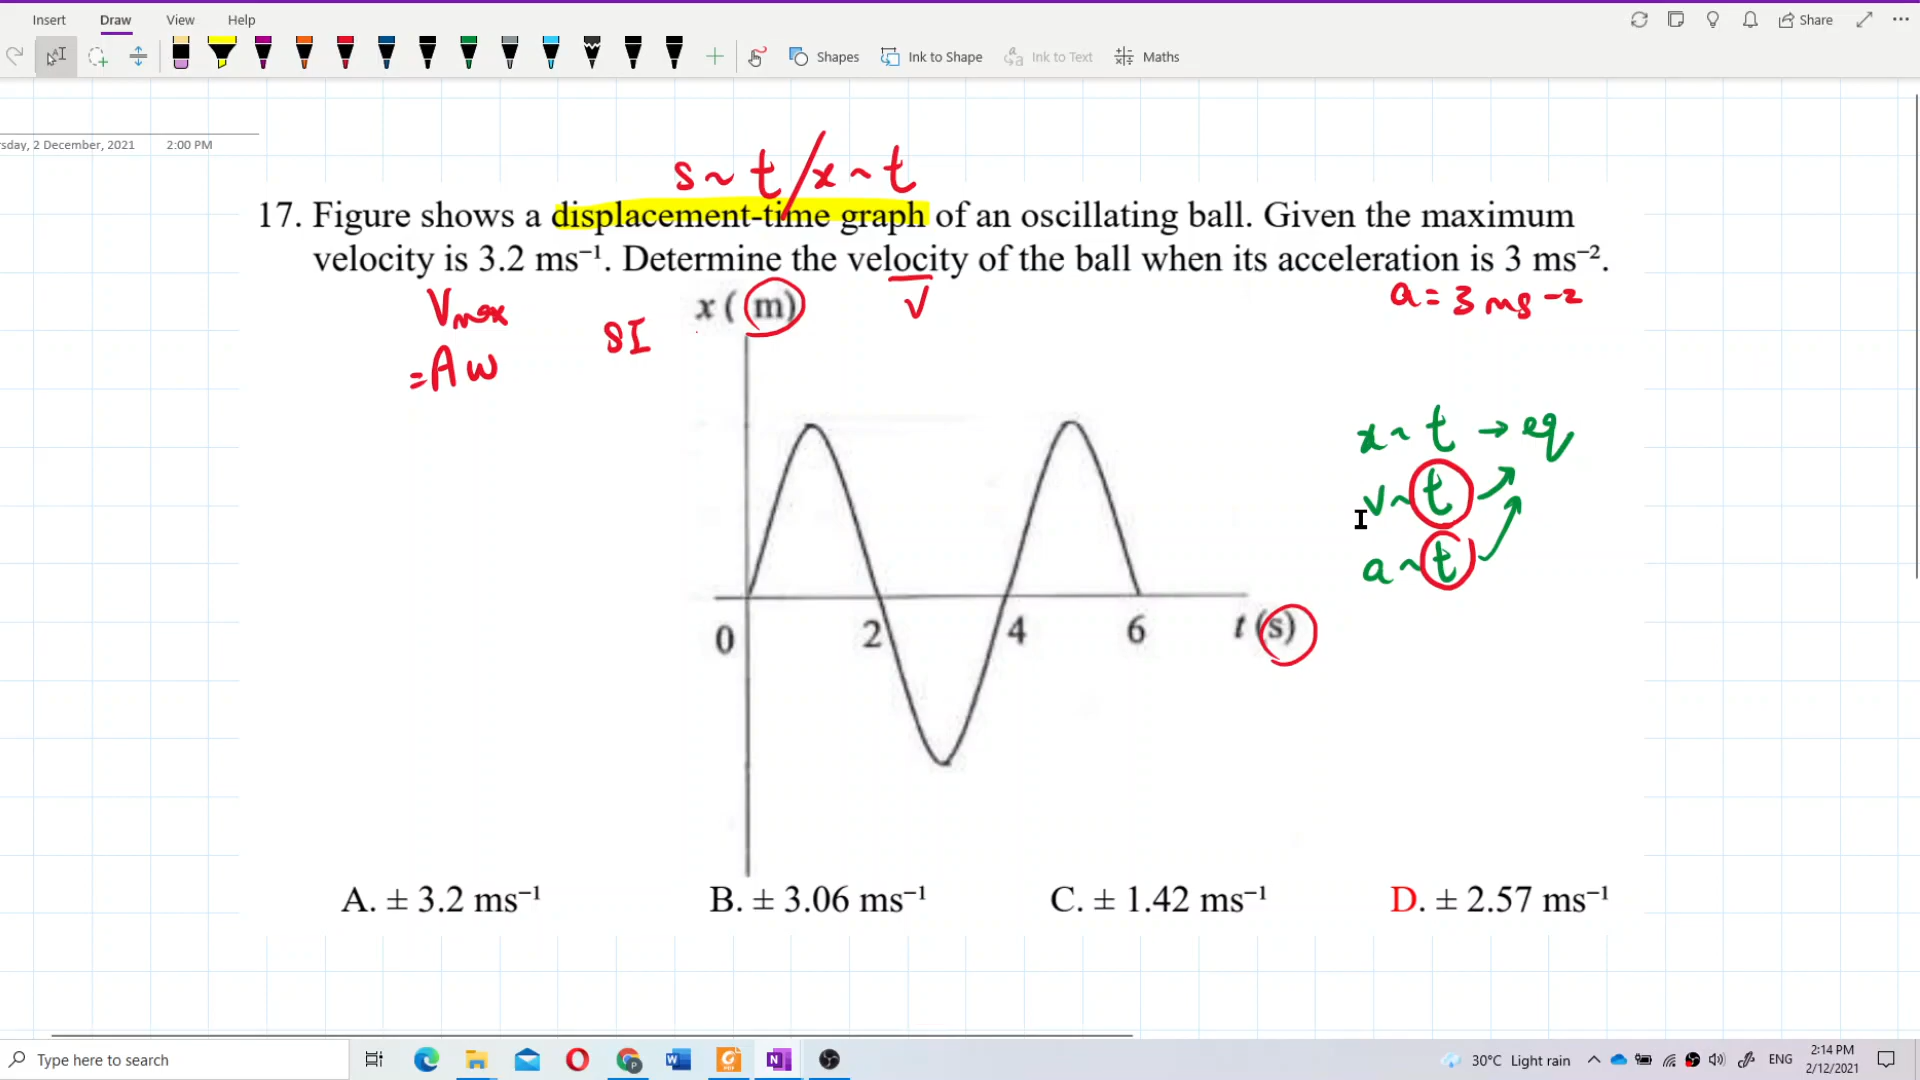 Insert Draw View Help
Share
Shapes Ink to Shape Ink to Text Maths
rsday, 2 December, 2021 2:00 PM
s ~ t / x ~ t
17. Figure shows a displacement-time graph of an oscillating ball. Given the maximum
velocity is 3.2 ms⁻¹. Determine the velocity of the ball when its acceleration is 3 ms⁻².
Vmax
= Aω
SI
x (m)
v
a = 3 ms⁻²
x ~ t → eq
v ~ t
a ~ t
0 2 4 6 t (s)
A. ± 3.2 ms⁻¹ B. ± 3.06 ms⁻¹ C. ± 1.42 ms⁻¹ D. ± 2.57 ms⁻¹
Type here to search
30°C Light rain ENG 2:14 PM
2/12/2021